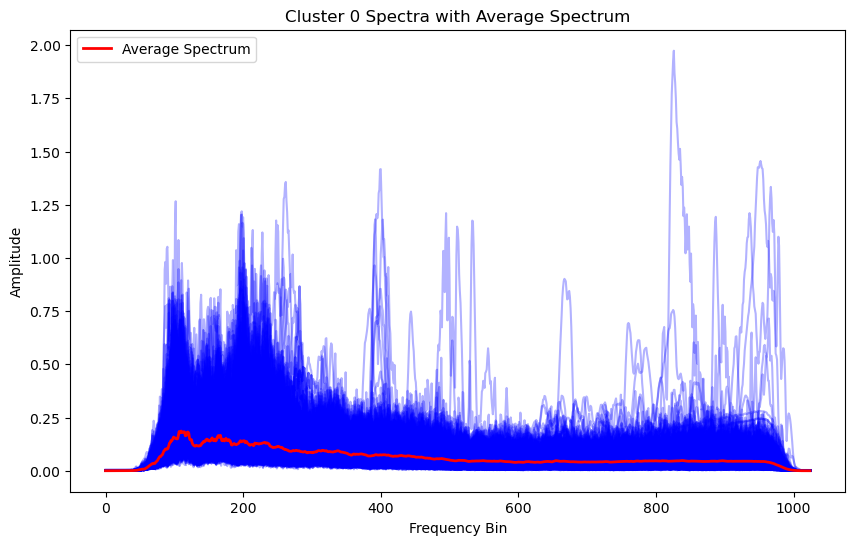 Cluster 0 Spectra with Average Spectrum
Average Spectrum
2.00
1.75
1.50
1.25
1.00
0.75
0.50
0.25
0.00
Amplitude
0 200 400 600 800 1000
Frequency Bin